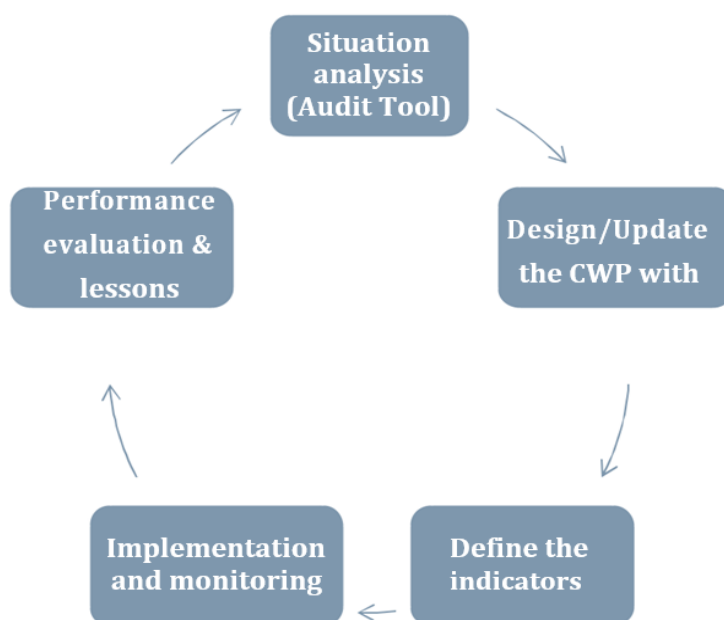 Situation
analysis
(Audit Tool)
Design/Update
the CWP with
Define the
indicators
Implementation
and monitoring
Performance
evaluation &
lessons